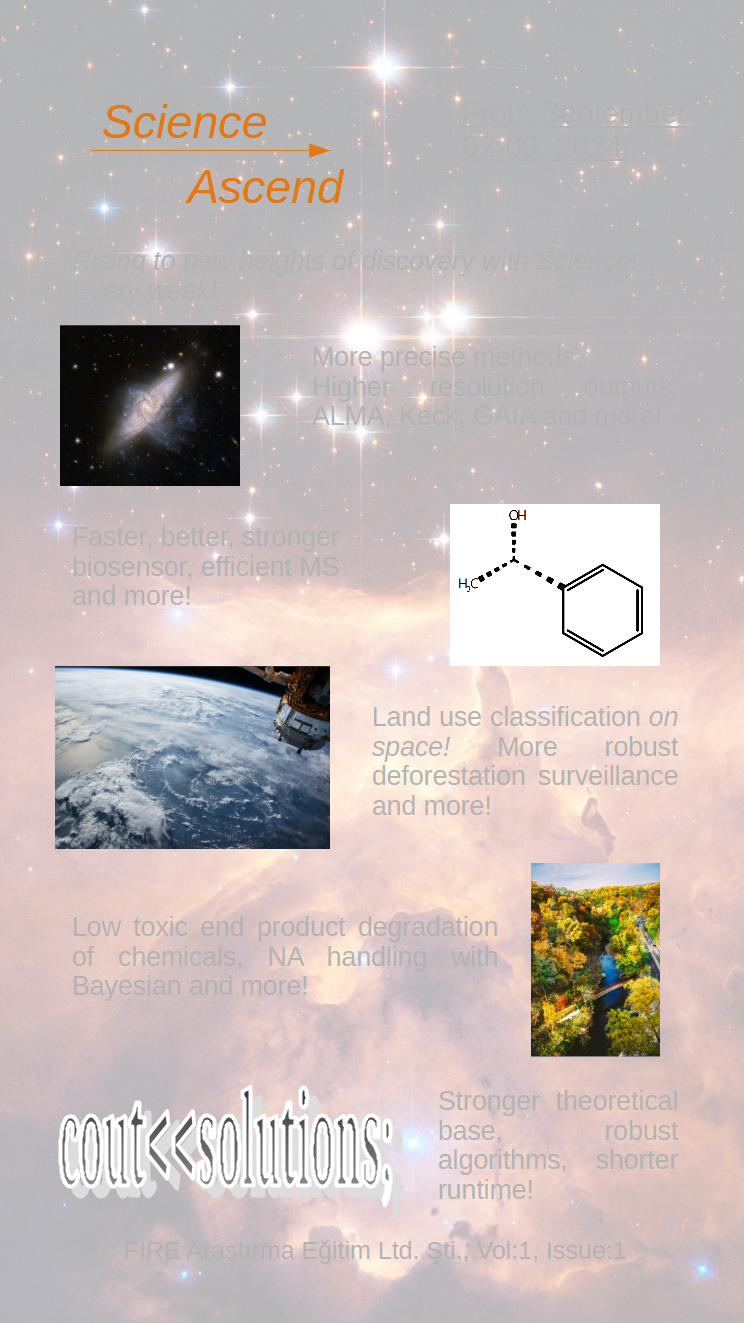 Science
Ascend
From September
02-06, 2024!
Rising to new heights of discovery with Science!
Every week!
More precise methods.
Higher resolution outputs,
ALMA, Keck, GAIA and more!
Faster, better, stronger
biosensor, efficient MS
and more!
OH
H3C
Land use classification on
space! More robust
deforestation surveillance
and more!
Low toxic end product degradation
of chemicals, NA handling with
Bayesian and more!
cout<<solutions;
Stronger theoretical
base, robust
algorithms, shorter
runtime!
FIRE Araştırma Eğitim Ltd. Şti., Vol:1, Issue:1